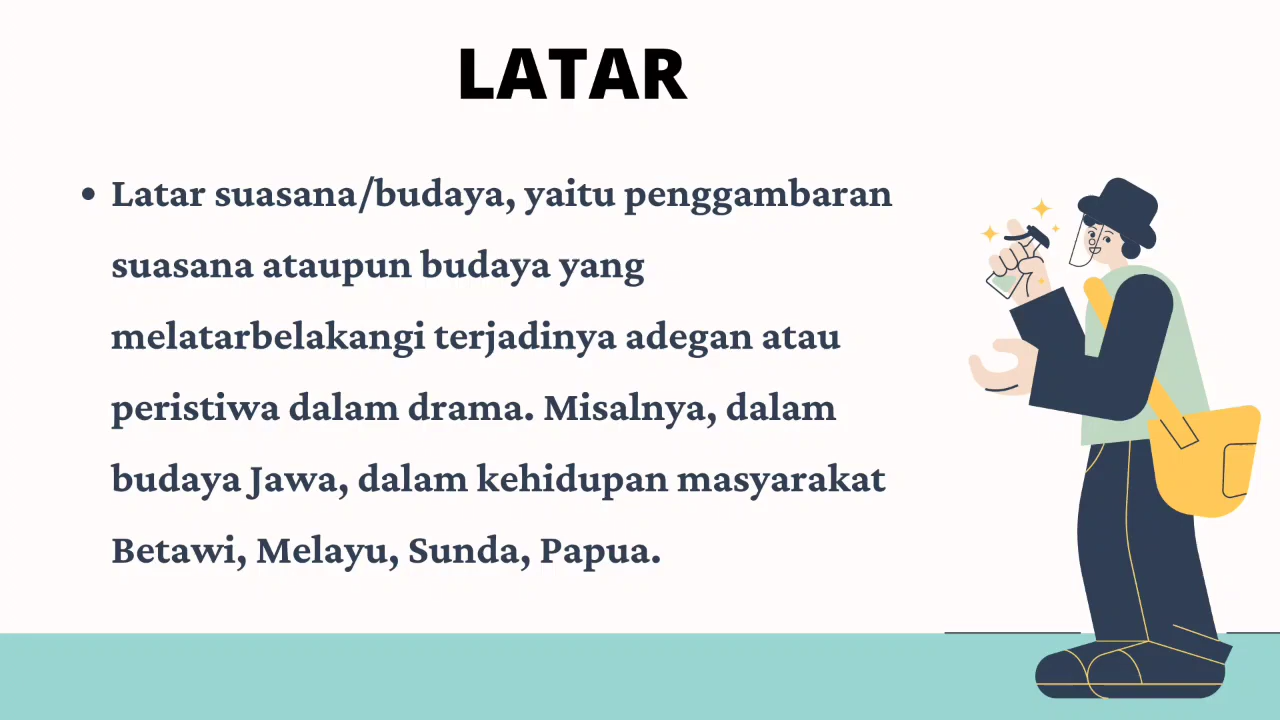 LATAR
• Latar suasana/budaya, yaitu penggambaran
suasana ataupun budaya yang
melatarbelakangi terjadinya adegan atau
peristiwa dalam drama. Misalnya, dalam
budaya Jawa, dalam kehidupan masyarakat
Betawi, Melayu, Sunda, Papua.